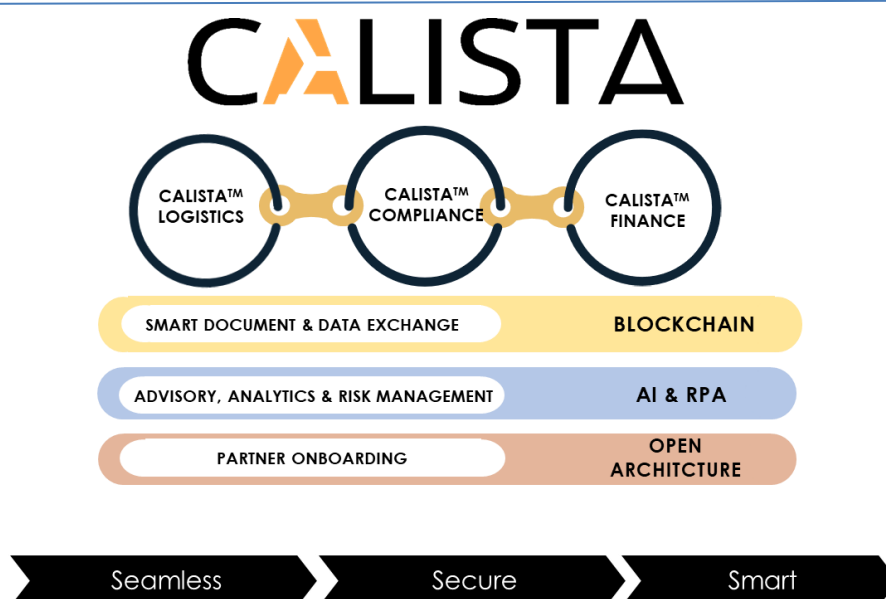 CALISTA
CALISTA™
LOGISTICS
CALISTA™
COMPLIANCE
CALISTA™
FINANCE
SMART DOCUMENT & DATA EXCHANGE
BLOCKCHAIN
ADVISORY, ANALYTICS & RISK MANAGEMENT
AI & RPA
PARTNER ONBOARDING
OPEN
ARCHITCTURE
Seamless
Secure
Smart